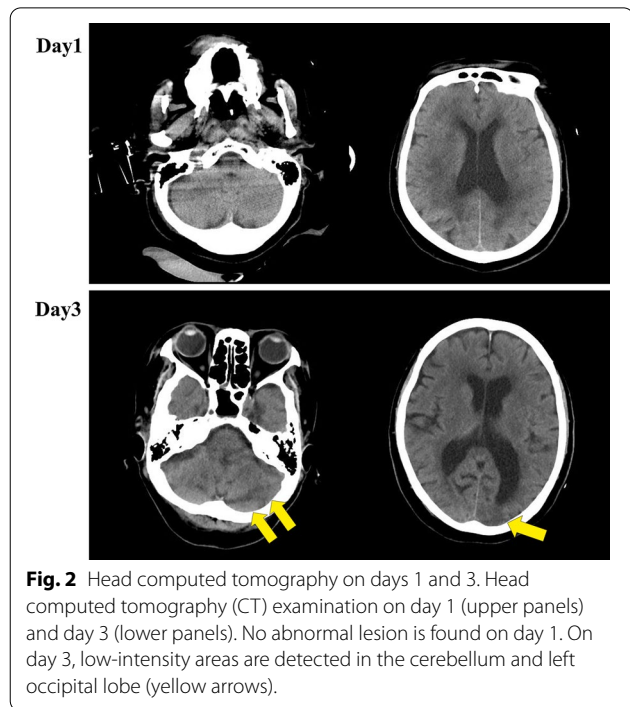 Day1
Day3
Fig. 2 Head computed tomography on days 1 and 3. Head
computed tomography (CT) examination on day 1 (upper panels)
and day 3 (lower panels). No abnormal lesion is found on day 1. On
day 3, low-intensity areas are detected in the cerebellum and left
occipital lobe (yellow arrows).